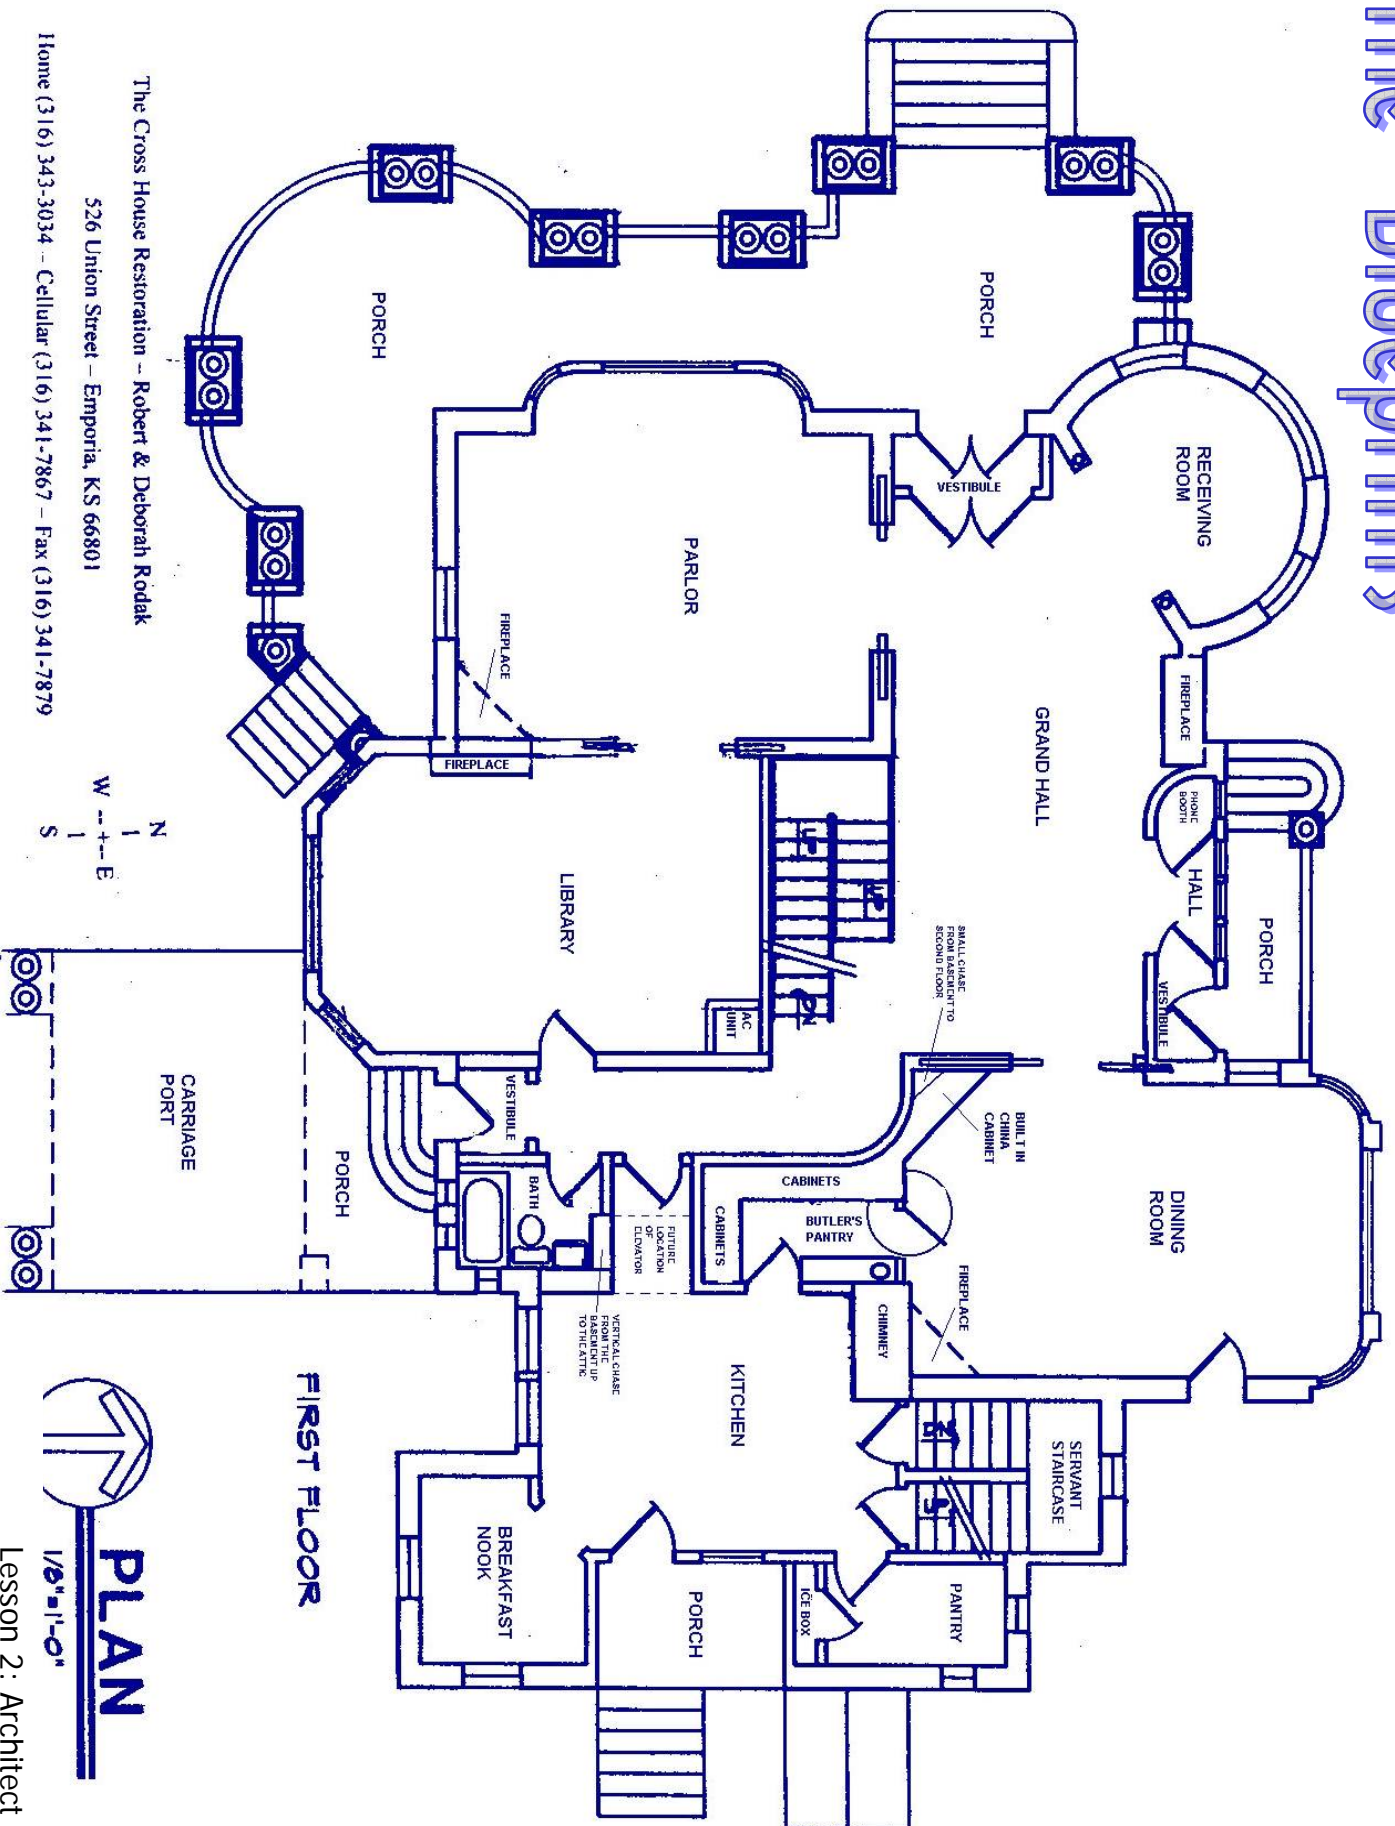 The Blueprints
PORCH
PORCH
RECEIVING
ROOM
VESTIBULE
PARLOR
FIREPLACE
FIREPLACE
FIREPLACE
GRAND HALL
PHONE
BOOTH
HALL
PORCH
VESTIBULE
UP
UP
DN
LIBRARY
AC
UNIT
SMALL CHASE
FROM BASEMENT TO
SECOND FLOOR
BUILT IN
CHINA
CABINET
DINING
ROOM
CABINETS
CABINETS
BUTLER'S
PANTRY
FIREPLACE
CHIMNEY
VESTIBULE
BATH
FUTURE
LOCATION
OF
ELEVATOR
VERTICAL CHASE
FROM THE
BASEMENT UP
TO THE ATTIC
KITCHEN
SERVANT
STAIRCASE
PANTRY
ICE BOX
PORCH
BREAKFAST
NOOK
CARRIAGE
PORT
PORCH
The Cross House Restoration -- Robert & Deborah Rodak
526 Union Street – Emporia, KS 66801
Home (316) 343-3034 – Cellular (316) 341-7867 – Fax (316) 341-7879
N
1
W --+-- E
1
S
FIRST FLOOR
PLAN
1/8"=1'-0"
Lesson 2: Architect